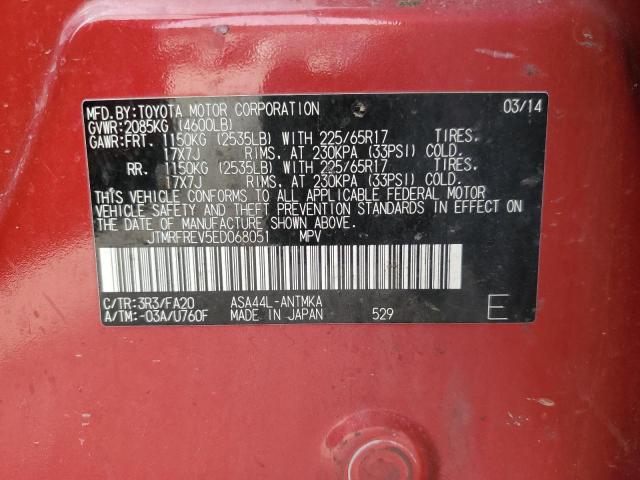 MFD.BY:TOYOTA MOTOR CORPORATION 03/14
GVWR:2085KG (4600LB)
GAWR:FRT. 1150KG (2535LB) WITH 225/65R17 TIRES.
17X7J RIMS. AT 230KPA (33PSI) COLD.
RR. 1150KG (2535LB) WITH 225/65R17 TIRES.
17X7J RIMS. AT 230KPA (33PSI) COLD.
THIS VEHICLE CONFORMS TO ALL APPLICABLE FEDERAL MOTOR
VEHICLE SAFETY AND THEFT PREVENTION STANDARDS IN EFFECT ON
THE DATE OF MANUFACTURE SHOWN ABOVE.
JTMRFREV5ED068051 MPV
C/TR:3R3/FA20 ASA44L-ANTMKA
A/TM:-03A/U760F MADE IN JAPAN 529 E